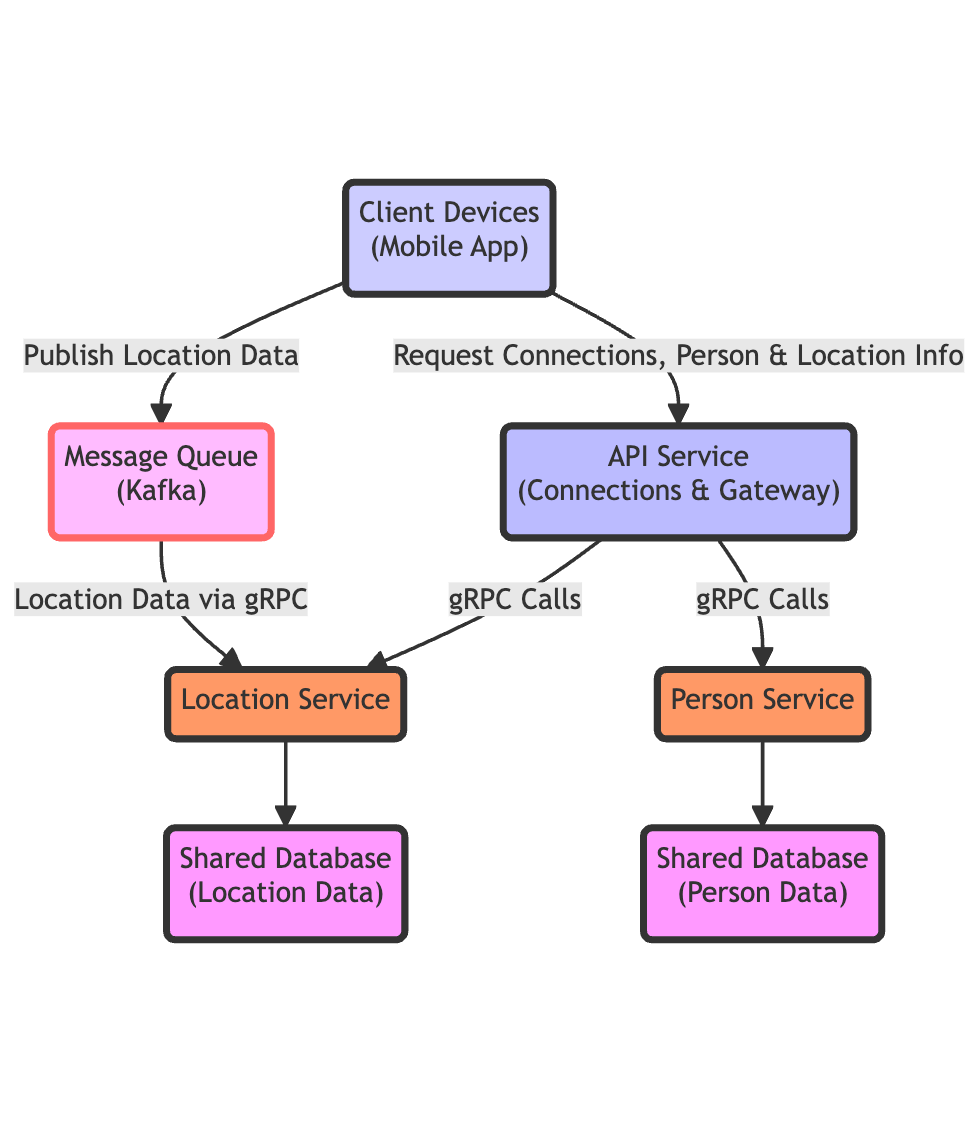 Client Devices
(Mobile App)
Publish Location Data
Request Connections, Person & Location Info
Message Queue
(Kafka)
API Service
(Connections & Gateway)
Location Data via gRPC
gRPC Calls
gRPC Calls
Location Service
Person Service
Shared Database
(Location Data)
Shared Database
(Person Data)